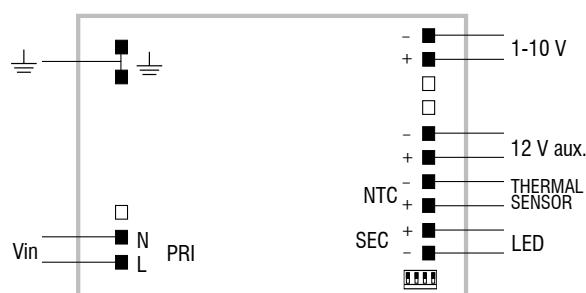 – 1-10 V
+
– 12 V aux.
+
NTC – THERMAL
+ SENSOR
SEC + LED
–
Vin N PRI
L